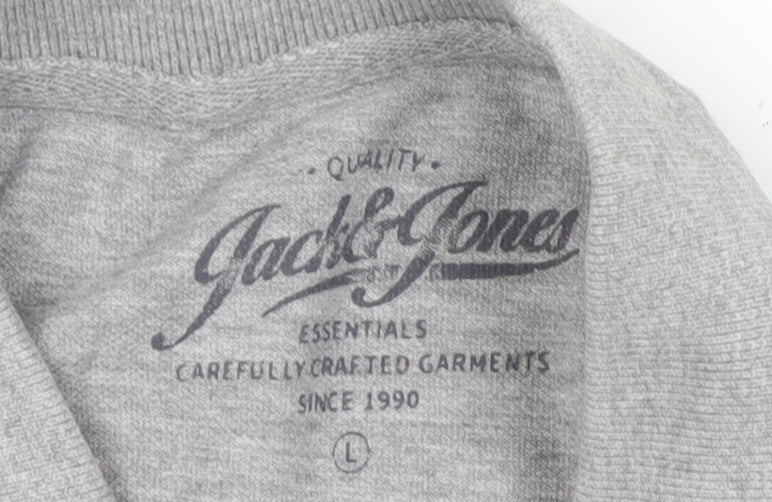 · QUALITY ·
Jack & Jones
ESSENTIALS
CAREFULLY CRAFTED GARMENTS
SINCE 1990
L